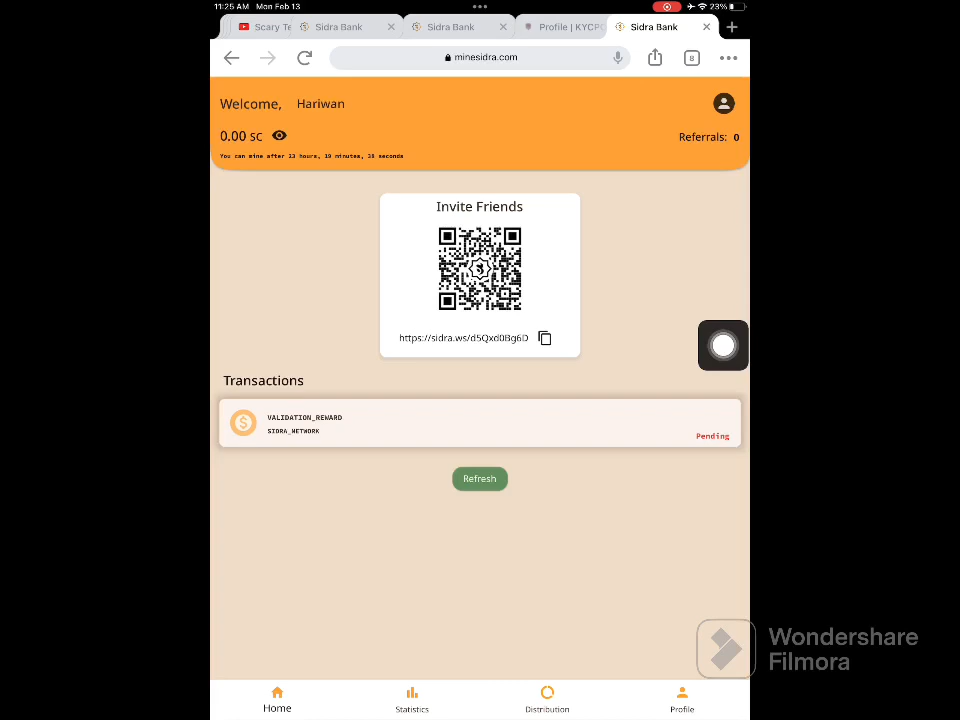 11:25 AM Mon Feb 13
23%
Scary Te
Sidra Bank
Sidra Bank
Profile | KYCPO
Sidra Bank
minesidra.com
8
Welcome, Hariwan
0.00 SC
Referrals: 0
You can mine after 23 hours, 19 minutes, 38 seconds
Invite Friends
https://sidra.ws/d5Qxd0Bg6D
Transactions
VALIDATION_REWARD
SIDRA_NETWORK
Pending
Refresh
Wondershare
Filmora
Home
Statistics
Distribution
Profile